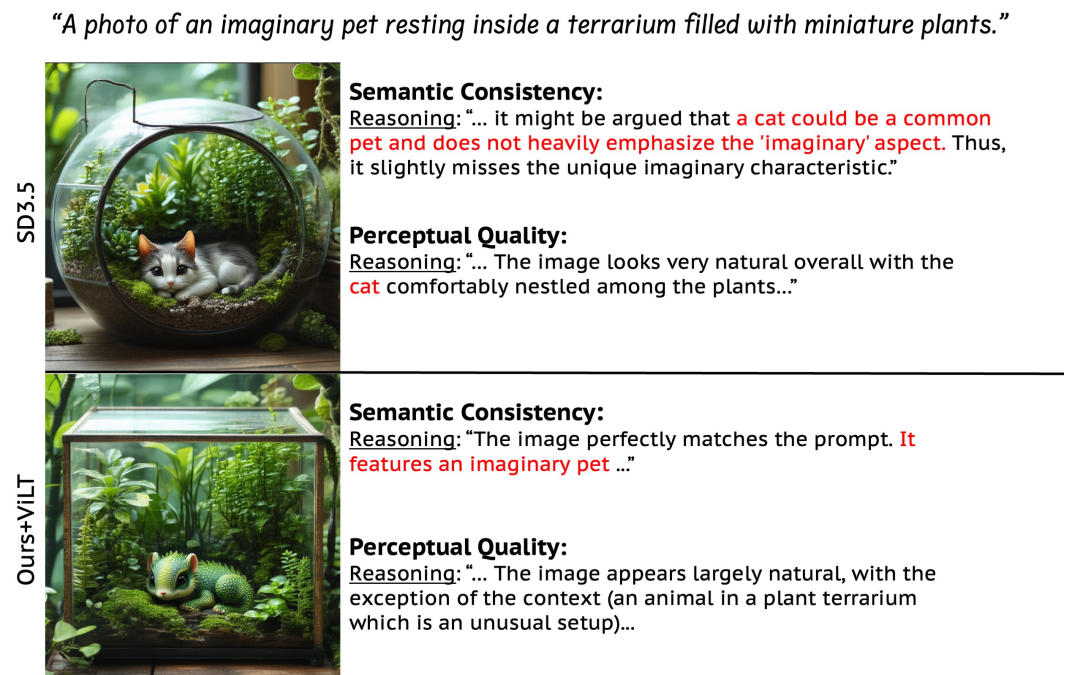 “A photo of an imaginary pet resting inside a terrarium filled with miniature plants.”
SD3.5
Semantic Consistency:
Reasoning: “... it might be argued that a cat could be a common
pet and does not heavily emphasize the 'imaginary' aspect. Thus,
it slightly misses the unique imaginary characteristic.”
Perceptual Quality:
Reasoning: “... The image looks very natural overall with the
cat comfortably nestled among the plants...”
Ours+ViLT
Semantic Consistency:
Reasoning: “The image perfectly matches the prompt. It
features an imaginary pet ...”
Perceptual Quality:
Reasoning: “... The image appears largely natural, with the
exception of the context (an animal in a plant terrarium
which is an unusual setup)...